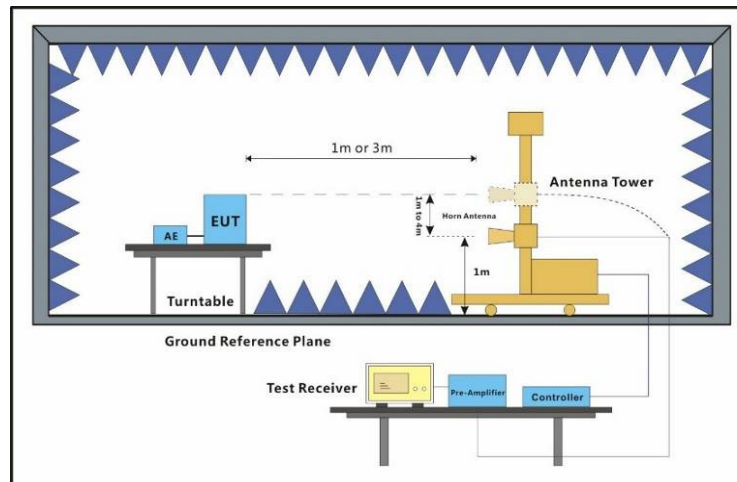 1m or 3m
Antenna Tower
1m to 4m
Horn Antenna
EUT
AE
1m
Turntable
Ground Reference Plane
Test Receiver
Pre-Amplifier
Controller